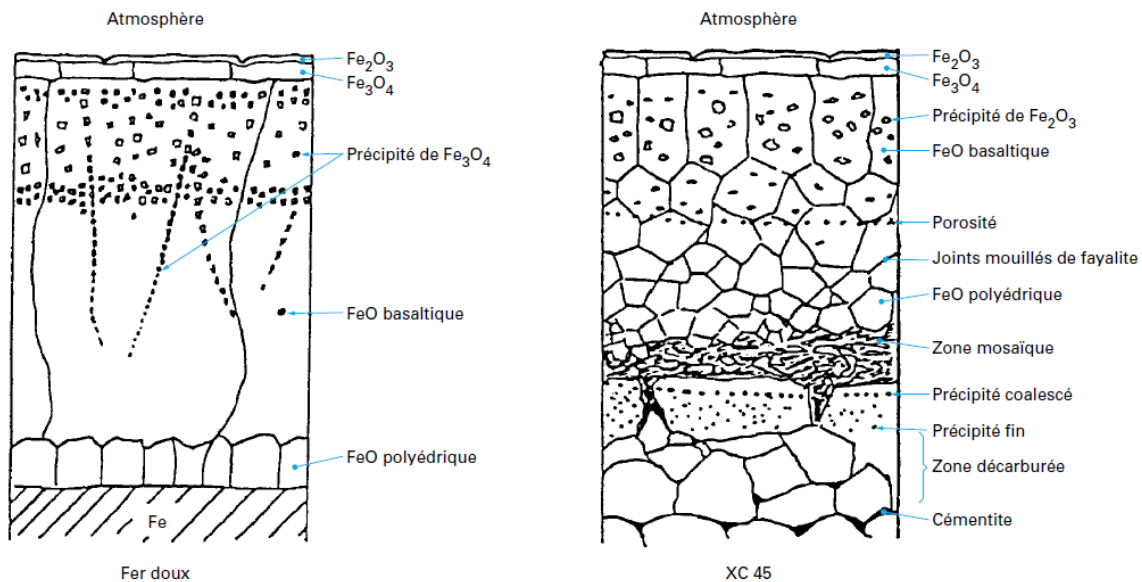 Atmosphère
Fe₂O₃
Fe₃O₄
Précipité de Fe₃O₄
FeO basaltique
FeO polyédrique
Fe
Fer doux
Atmosphère
Fe₂O₃
Fe₃O₄
Précipité de Fe₂O₃
FeO basaltique
Porosité
Joints mouillés de fayalite
FeO polyédrique
Zone mosaïque
Précipité coalescé
Précipité fin
Zone décarburée
Cémentite
XC 45